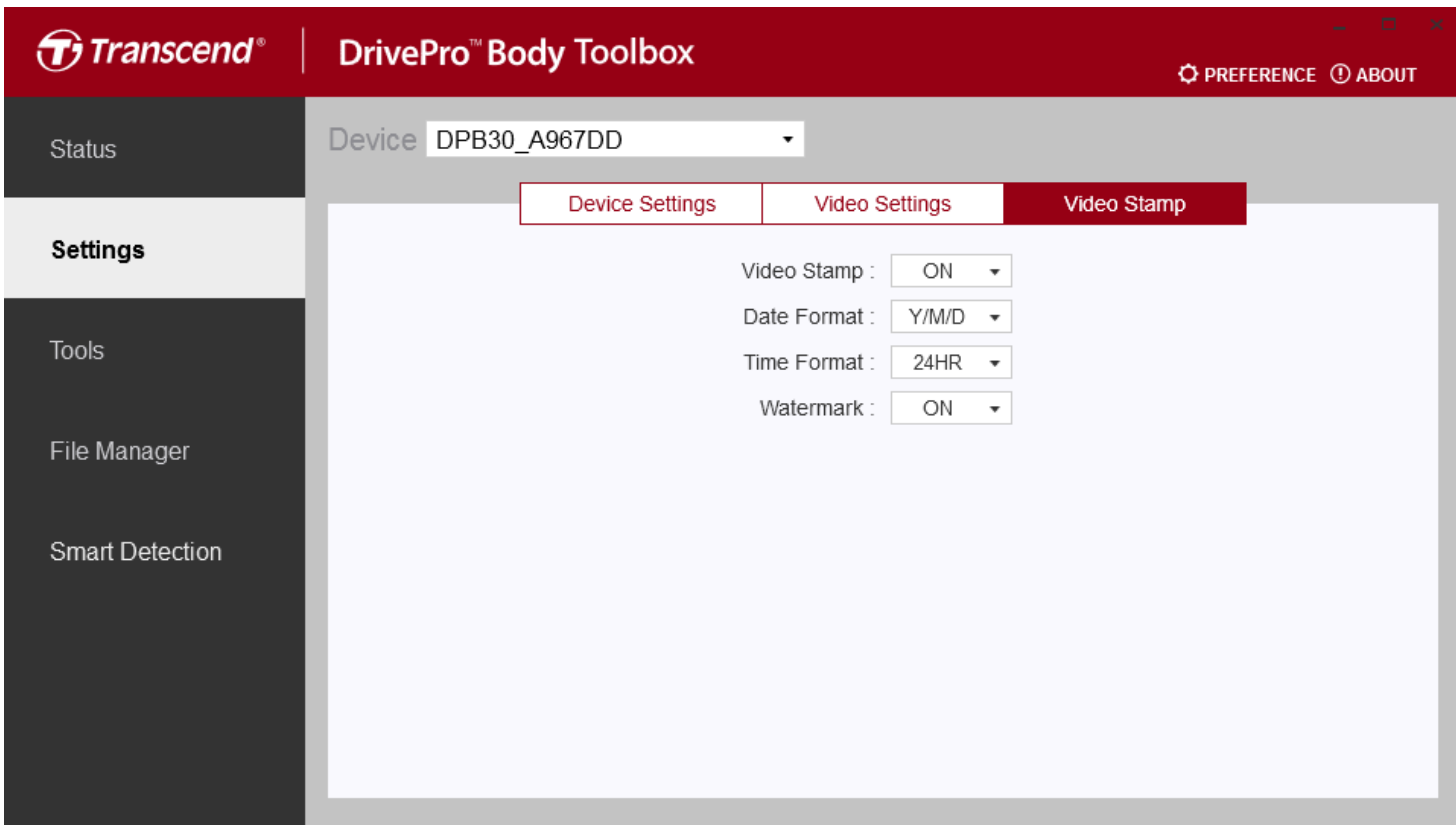 Transcend®
DrivePro™ Body Toolbox
PREFERENCE ABOUT
Status
Settings
Tools
File Manager
Smart Detection
Device DPB30_A967DD
Device Settings Video Settings Video Stamp
Video Stamp : ON
Date Format : Y/M/D
Time Format : 24HR
Watermark : ON